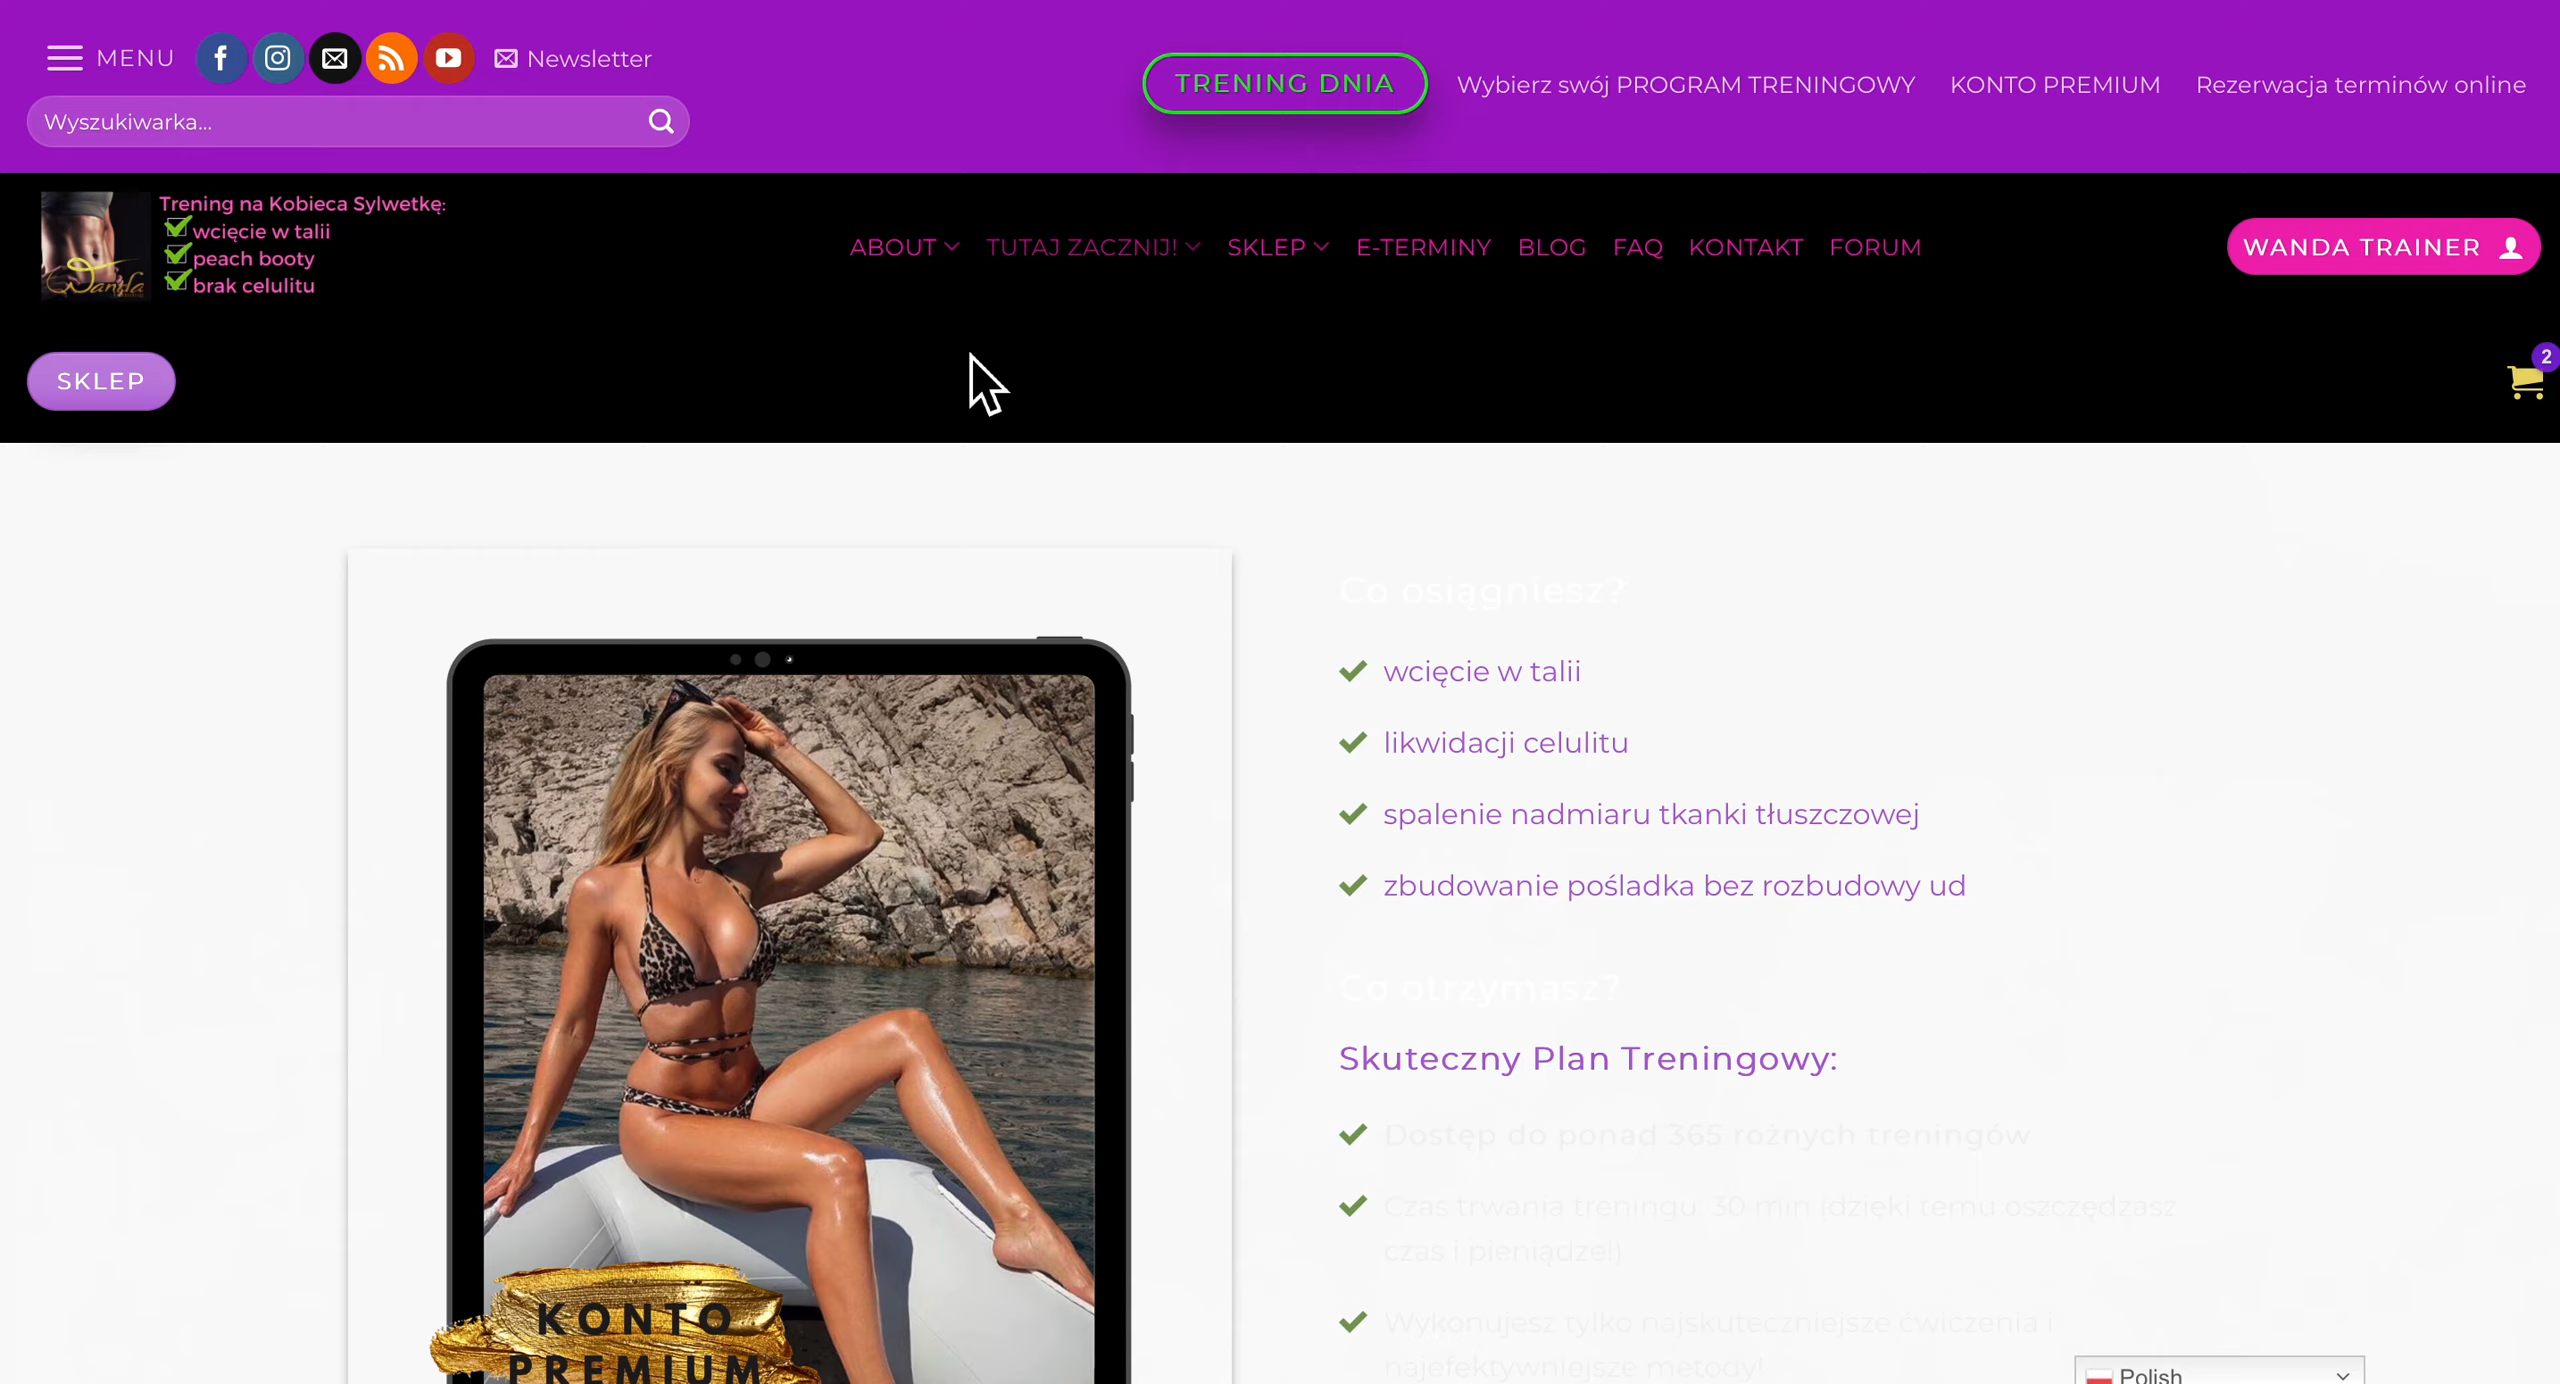 MENU
Newsletter
Wyszukiwarka...
TRENING DNIA
Wybierz swój PROGRAM TRENINGOWY
KONTO PREMIUM
Rezerwacja terminów online
Trening na Kobieca Sylwetkę:
wcięcie w talii
peach booty
brak celulitu
Wanda
ABOUT
TUTAJ ZACZNIJ!
SKLEP
E-TERMINY
BLOG
FAQ
KONTAKT
FORUM
WANDA TRAINER
SKLEP
2
KONTO
PREMIUM
Co osiągniesz?
wcięcie w talii
likwidacji celulitu
spalenie nadmiaru tkanki tłuszczowej
zbudowanie pośladka bez rozbudowy ud
Co otrzymasz?
Skuteczny Plan Treningowy:
Dostęp do ponad 365 rożnych treningów
Czas trwania treningu: 30 min (dzięki temu oszczędzasz
czas i pieniądze!)
Wykonujesz tylko najskuteczniejsze ćwiczenia i
najefektywniejsze metody!
Polish